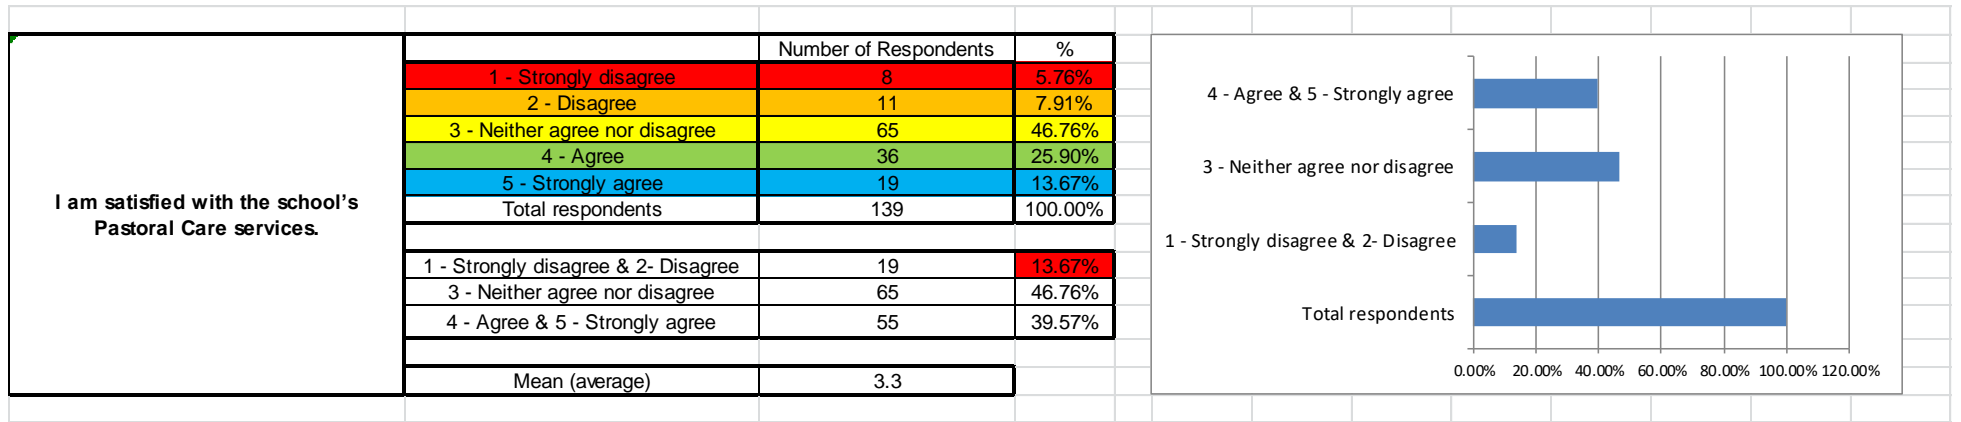 I am satisfied with the school’s
Pastoral Care services.
Number of Respondents %
1 - Strongly disagree 8 5.76%
2 - Disagree 11 7.91%
3 - Neither agree nor disagree 65 46.76%
4 - Agree 36 25.90%
5 - Strongly agree 19 13.67%
Total respondents 139 100.00%
1 - Strongly disagree & 2- Disagree 19 13.67%
3 - Neither agree nor disagree 65 46.76%
4 - Agree & 5 - Strongly agree 55 39.57%
Mean (average) 3.3
4 - Agree & 5 - Strongly agree
3 - Neither agree nor disagree
1 - Strongly disagree & 2- Disagree
Total respondents
0.00% 20.00% 40.00% 60.00% 80.00% 100.00% 120.00%